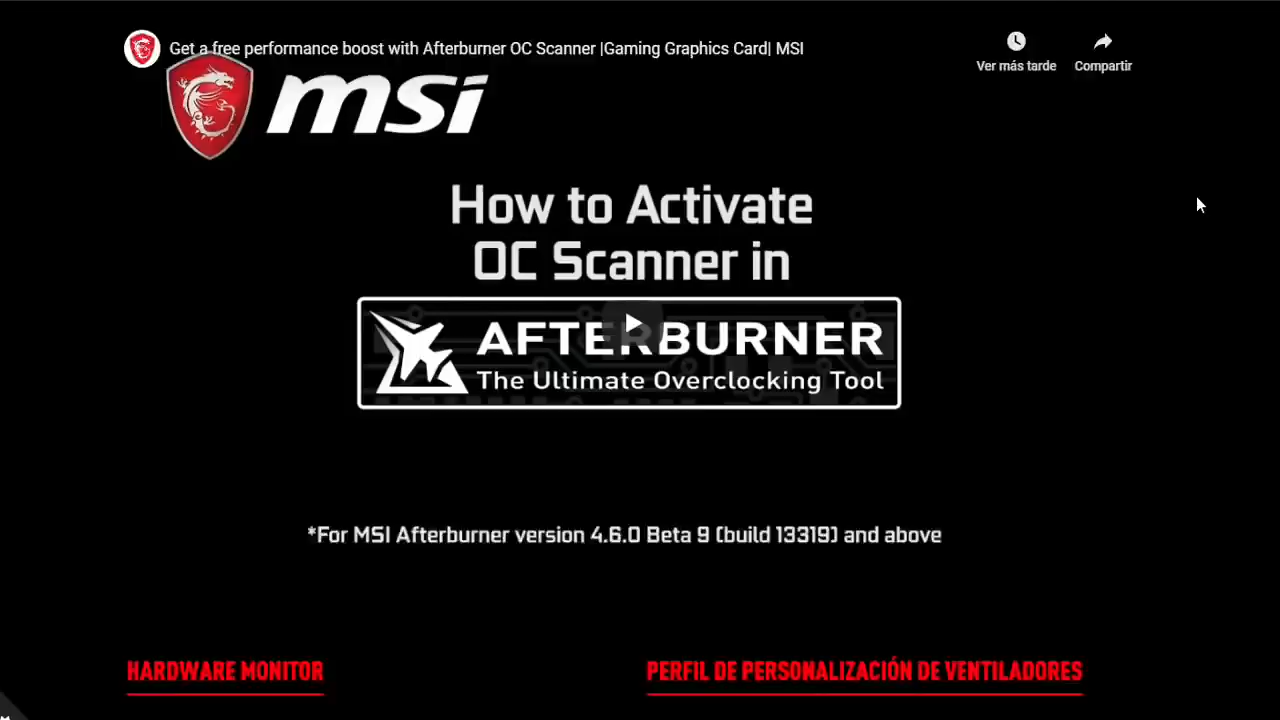 Get a free performance boost with Afterburner OC Scanner |Gaming Graphics Card| MSI
Ver más tarde
Compartir
msi
How to Activate
OC Scanner in
AFTERBURNER
The Ultimate Overclocking Tool
*For MSI Afterburner version 4.6.0 Beta 9 (build 13319) and above
HARDWARE MONITOR
PERFIL DE PERSONALIZACIÓN DE VENTILADORES